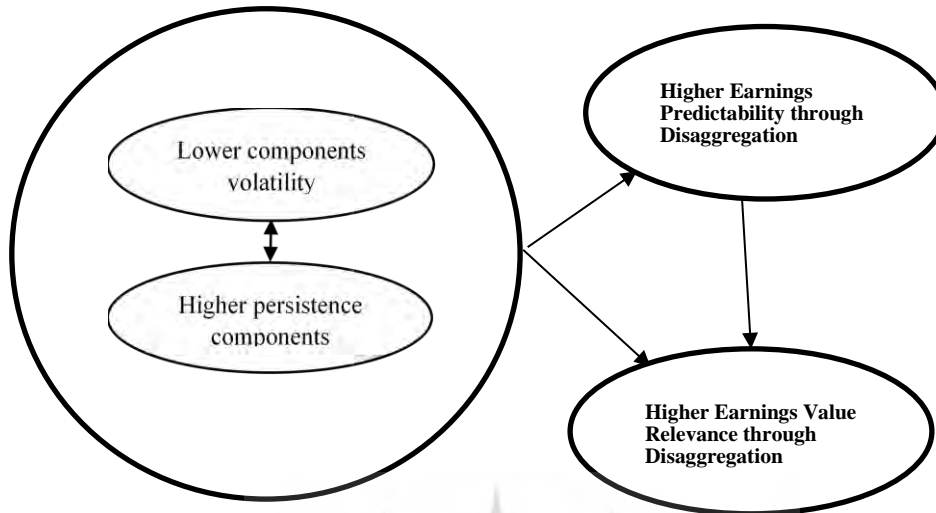 Lower components
volatility
Higher persistence
components
Higher Earnings
Predictability through
Disaggregation
Higher Earnings Value
Relevance through
Disaggregation